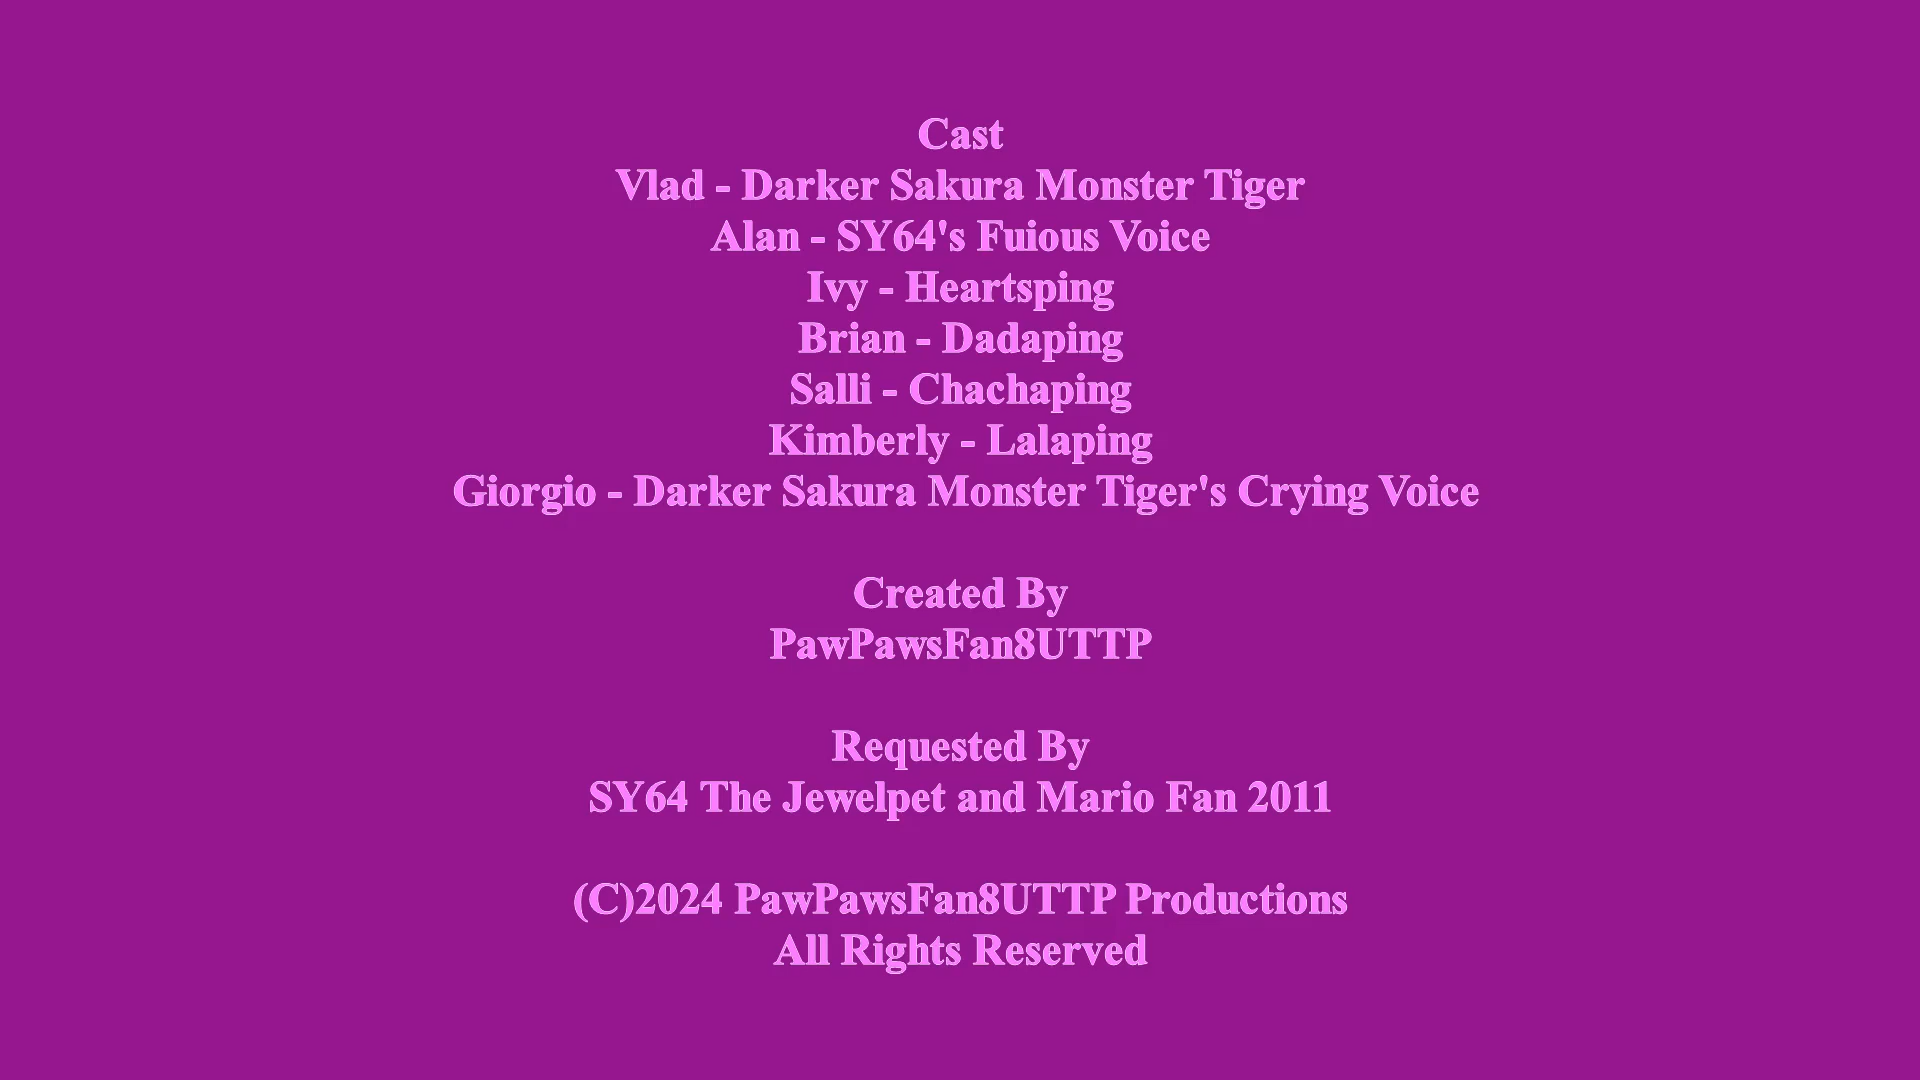 Cast
Vlad - Darker Sakura Monster Tiger
Alan - SY64's Fuious Voice
Ivy - Heartsping
Brian - Dadaping
Salli - Chachaping
Kimberly - Lalaping
Giorgio - Darker Sakura Monster Tiger's Crying Voice
Created By
PawPawsFan8UTTP
Requested By
SY64 The Jewelpet and Mario Fan 2011
(C)2024 PawPawsFan8UTTP Productions
All Rights Reserved